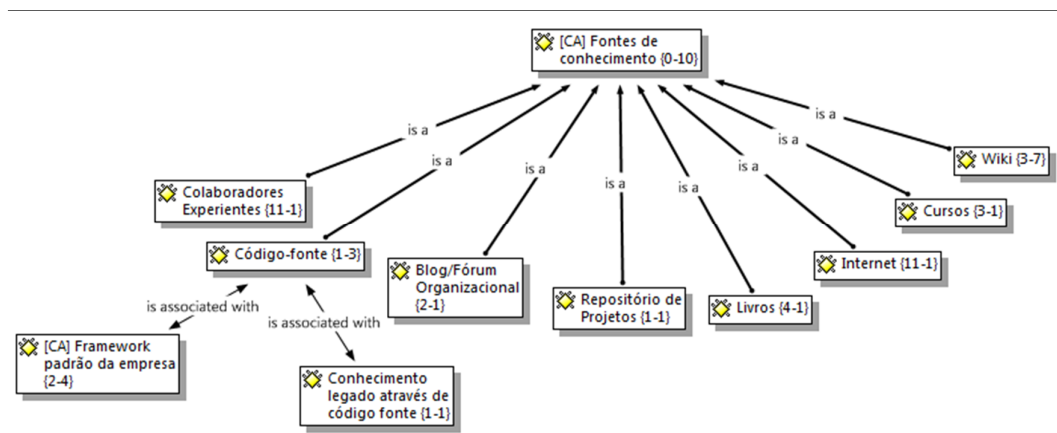 [CA] Fontes de
conhecimento {0-10}
is a
is a
is a
is a
is a
is a
is a
is a
Wiki {3-7}
Colaboradores
Experientes {11-1}
Cursos {3-1}
Código-fonte {1-3}
Internet {11-1}
Blog/Fórum
Organizacional
{2-1}
Repositório de
Projetos {1-1}
Livros {4-1}
is associated with
is associated with
[CA] Framework
padrão da empresa
{2-4}
Conhecimento
legado através de
código fonte {1-1}